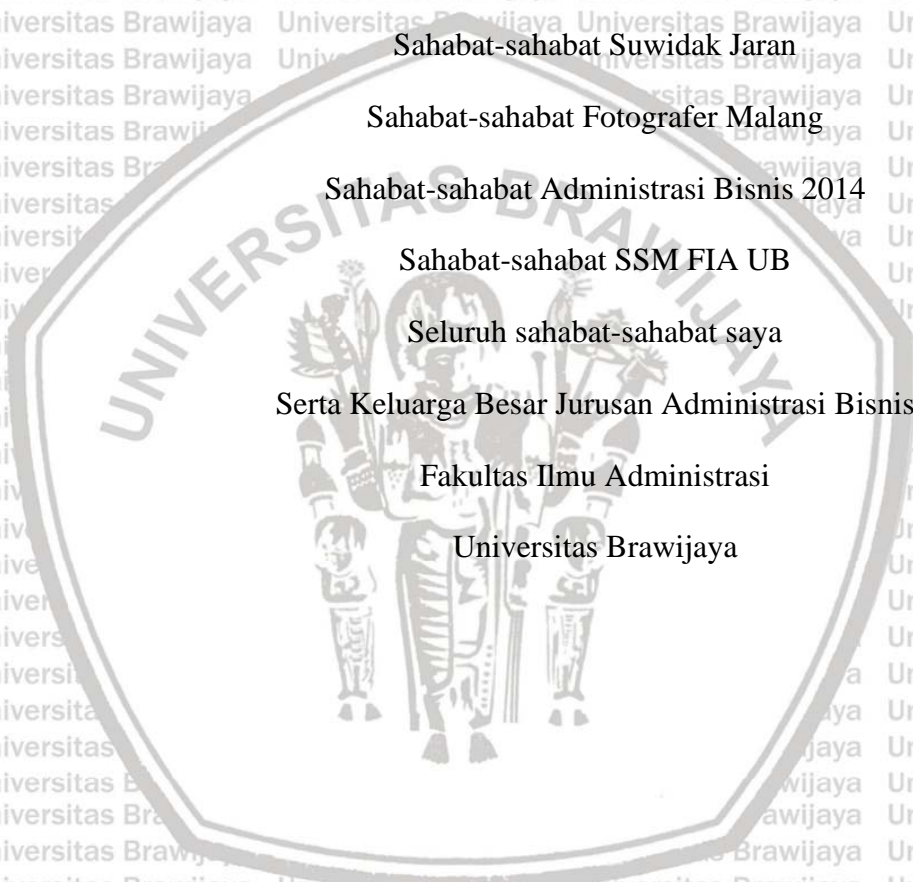 Sahabat-sahabat Suwidak Jaran
Sahabat-sahabat Fotografer Malang
Sahabat-sahabat Administrasi Bisnis 2014
Sahabat-sahabat SSM FIA UB
Seluruh sahabat-sahabat saya
Serta Keluarga Besar Jurusan Administrasi Bisnis
Fakultas Ilmu Administrasi
Universitas Brawijaya
UNIVERSITAS BRAWIJAYA